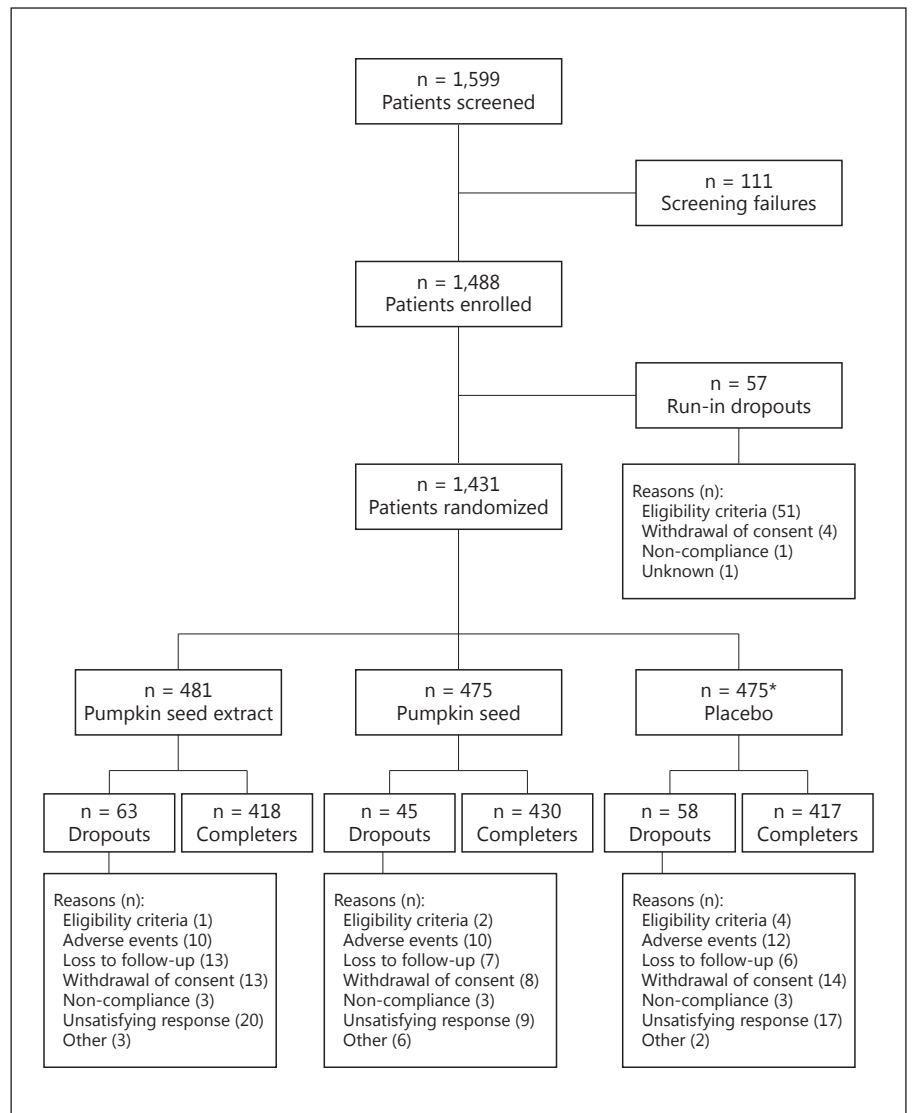 n = 1,599
Patients screened
n = 111
Screening failures
n = 1,488
Patients enrolled
n = 57
Run-in dropouts
Reasons (n):
Eligibility criteria (51)
Withdrawal of consent (4)
Non-compliance (1)
Unknown (1)
n = 1,431
Patients randomized
n = 481
Pumpkin seed extract
n = 475
Pumpkin seed
n = 475*
Placebo
n = 63
Dropouts
n = 418
Completers
n = 45
Dropouts
n = 430
Completers
n = 58
Dropouts
n = 417
Completers
Reasons (n):
Eligibility criteria (1)
Adverse events (10)
Loss to follow-up (13)
Withdrawal of consent (13)
Non-compliance (3)
Unsatisfying response (20)
Other (3)
Reasons (n):
Eligibility criteria (2)
Adverse events (10)
Loss to follow-up (7)
Withdrawal of consent (8)
Non-compliance (3)
Unsatisfying response (9)
Other (6)
Reasons (n):
Eligibility criteria (4)
Adverse events (12)
Loss to follow-up (6)
Withdrawal of consent (14)
Non-compliance (3)
Unsatisfying response (17)
Other (2)